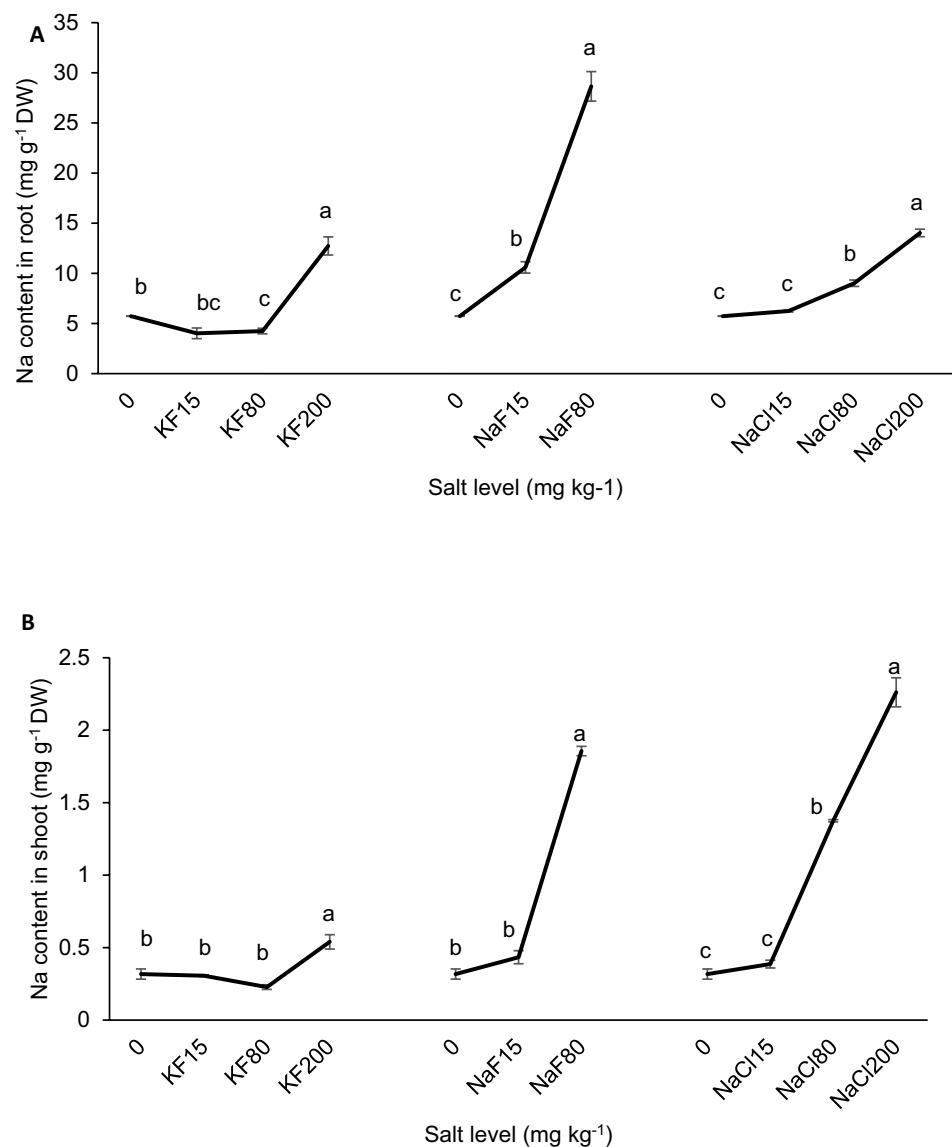 A
Na content in root (mg g⁻¹ DW)
35
30
25
20
15
10
5
0
b
bc
c
a
c
b
a
c
c
b
a
0
KF15
KF80
KF200
0
NaF15
NaF80
0
NaCl15
NaCl80
NaCl200
Salt level (mg kg-1)
B
Na content in shoot (mg g⁻¹ DW)
2.5
2
1.5
1
0.5
0
b
b
b
a
b
b
a
c
c
b
a
0
KF15
KF80
KF200
0
NaF15
NaF80
0
NaCl15
NaCl80
NaCl200
Salt level (mg kg⁻¹)